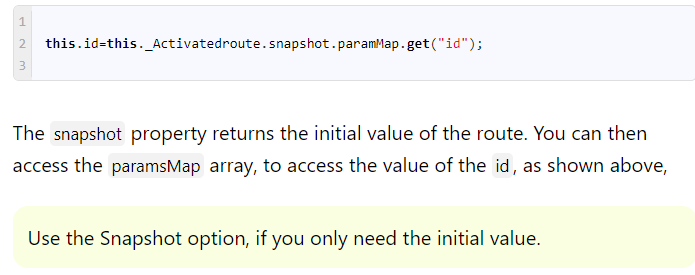 1
2 this.id=this._Activatedroute.snapshot.paramMap.get("id");
3
The snapshot property returns the initial value of the route. You can then
access the paramsMap array, to access the value of the id, as shown above,
Use the Snapshot option, if you only need the initial value.